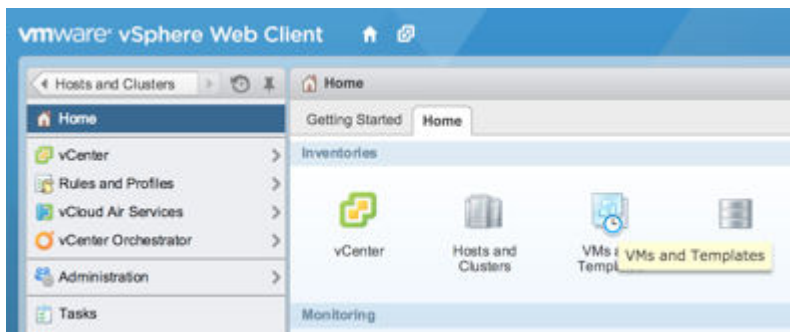 vmware® vSphere Web Client
Hosts and Clusters
Home
Home
Getting Started
Home
vCenter
Rules and Profiles
vCloud Air Services
vCenter Orchestrator
Administration
Tasks
Inventories
vCenter
Hosts and
Clusters
VMs
VMs and Templates
Monitoring